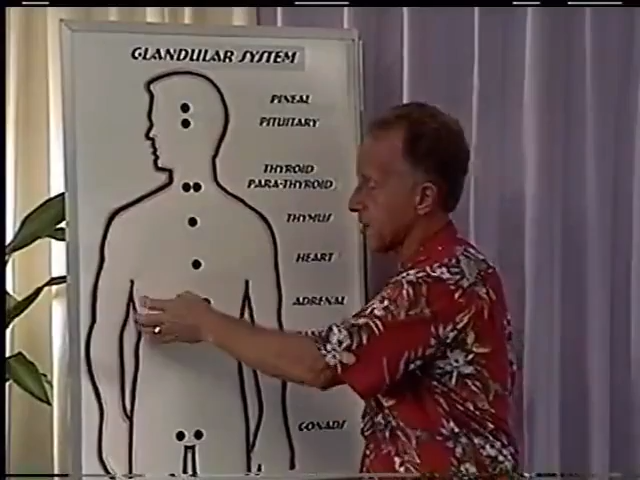 GLANDULAR SYSTEM
PINEAL
PITUITARY
THYROID
PARA-THYROID
THYMUS
HEART
ADRENAL
GONADS